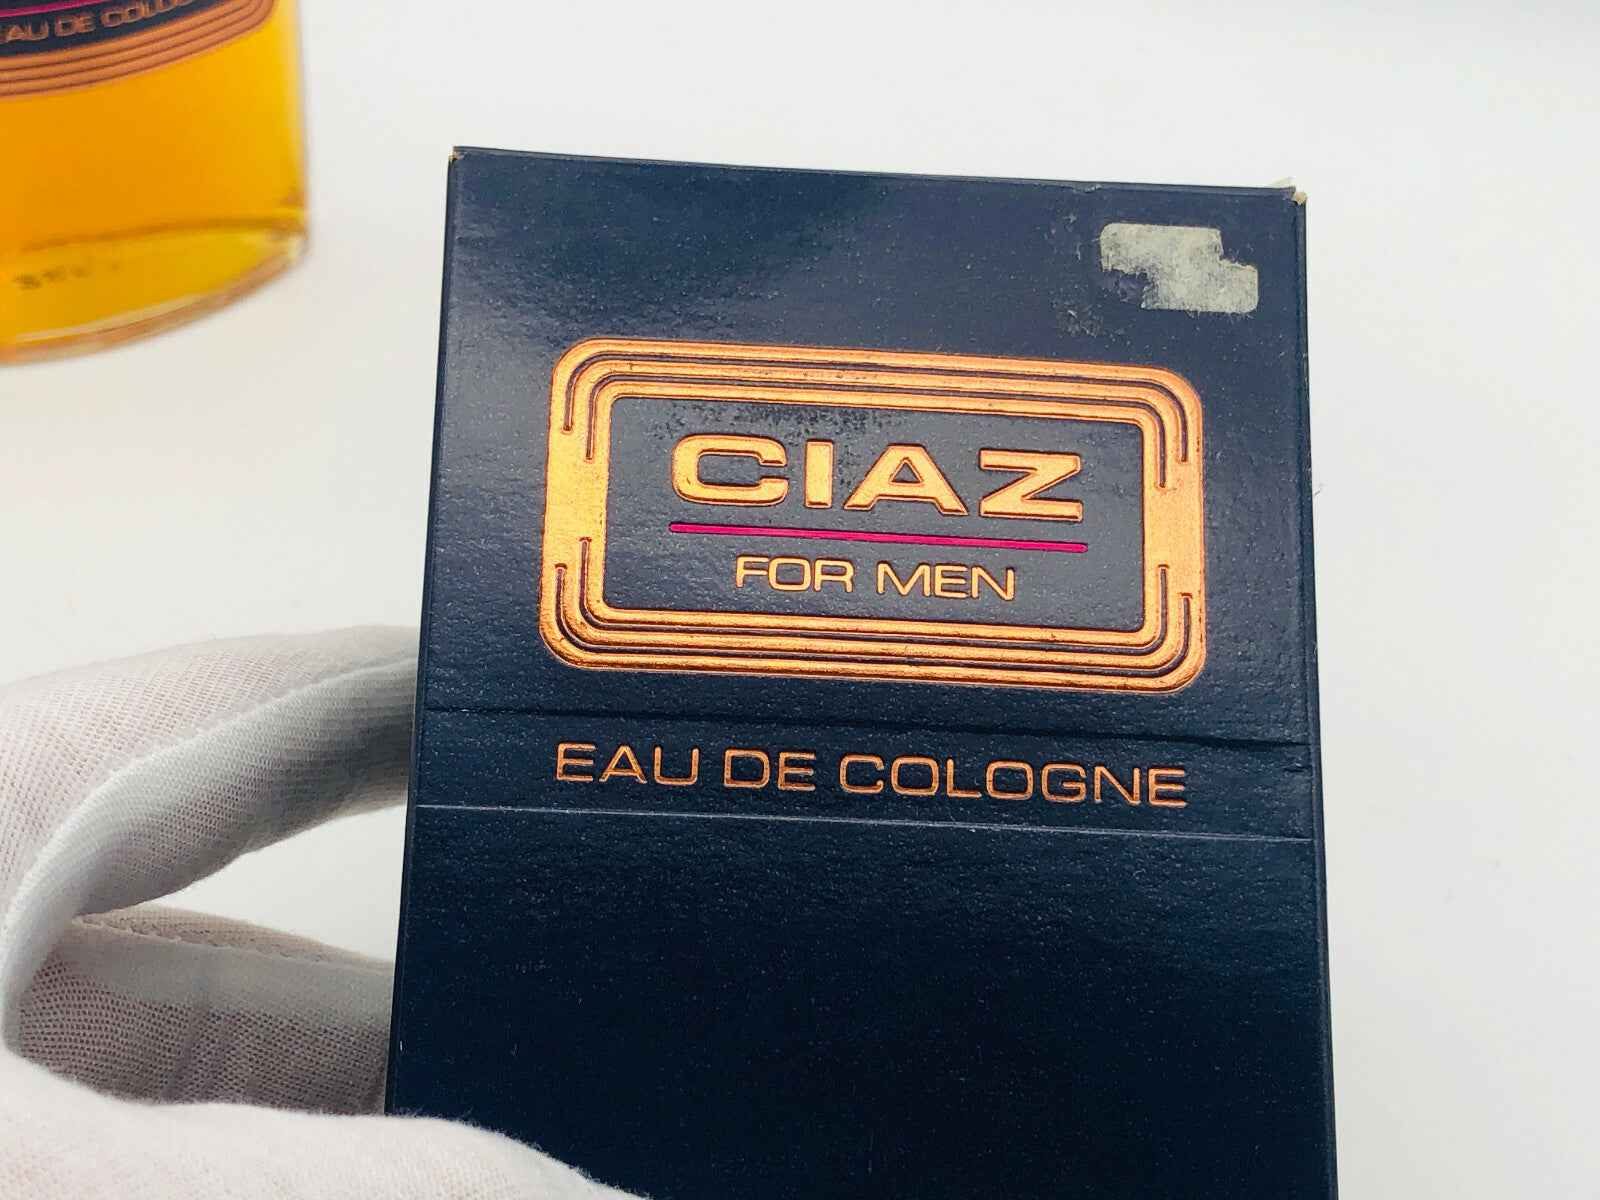 EAU DE COLO
CIAZ
FOR MEN
EAU DE COLOGNE